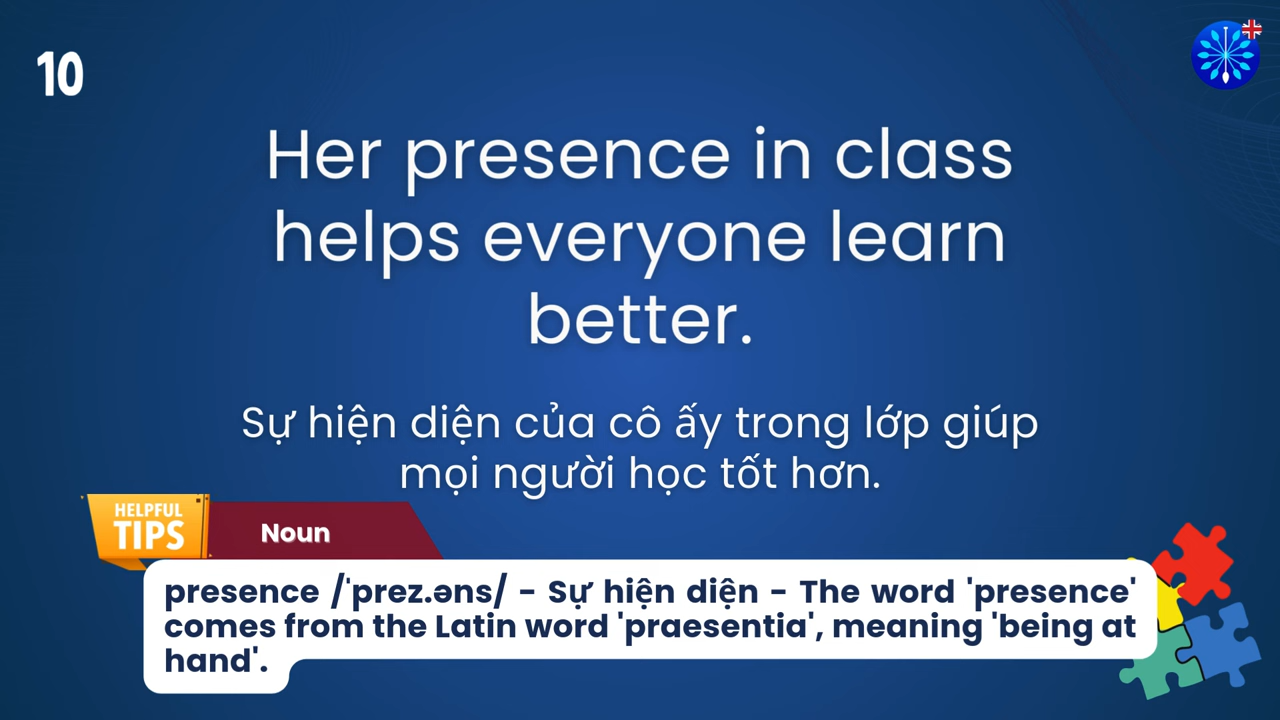 10
Her presence in class
helps everyone learn
better.
Sự hiện diện của cô ấy trong lớp giúp
mọi người học tốt hơn.
HELPFUL
TIPS
Noun
presence /ˈprez.əns/ - Sự hiện diện - The word 'presence'
comes from the Latin word 'praesentia', meaning 'being at
hand'.